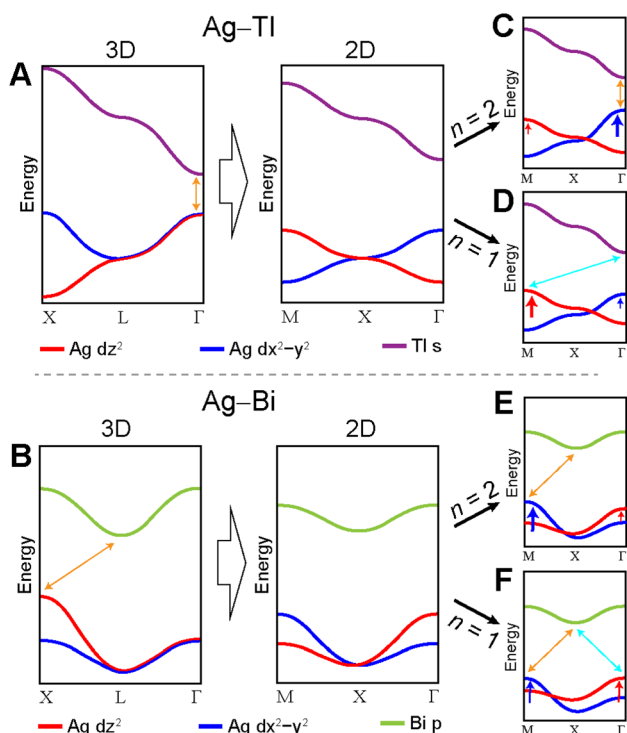 Ag–Tl
A
3D
2D
Energy
X L Γ
Energy
M X Γ
n = 2
n = 1
C
Energy
M X Γ
D
Energy
M X Γ
Ag dz² Ag dx²−y² Tl s
Ag–Bi
B
3D
2D
Energy
X L Γ
Energy
M X Γ
n = 2
n = 1
E
Energy
M X Γ
F
Energy
M X Γ
Ag dz² Ag dx²−y² Bi p